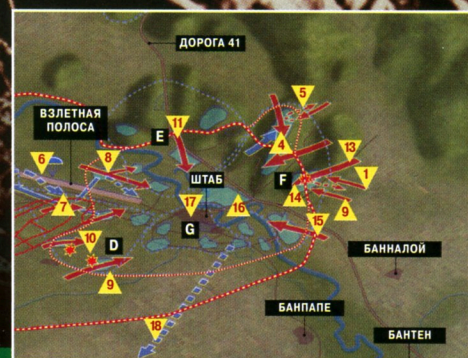 ДОРОГА 41
5
ВЗЛЕТНАЯ
ПОЛОСА
11
E
4
13
6
8
ШТАБ
F
1
7
17
16
14
9
G
15
10
D
БАННАЛОЙ
9
БАНПАПЕ
18
БАНТЕН